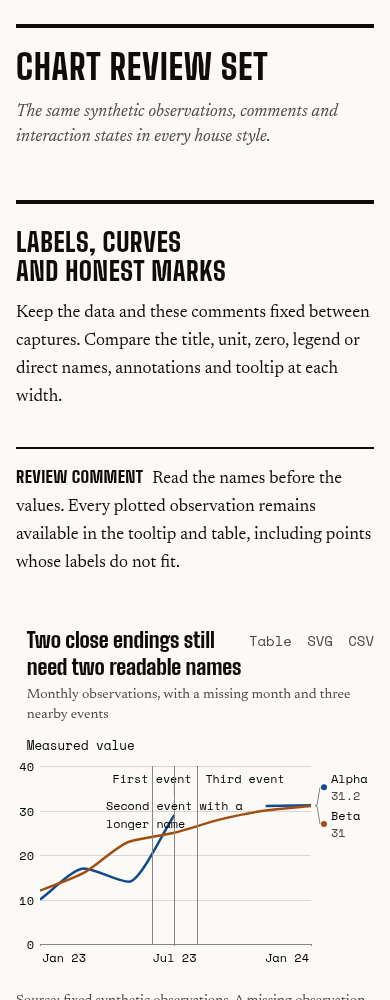 CHART REVIEW SET
The same synthetic observations, comments and
interaction states in every house style.
LABELS, CURVES
AND HONEST MARKS
Keep the data and these comments fixed between
captures. Compare the title, unit, zero, legend or
direct names, annotations and tooltip at each
width.
REVIEW COMMENT Read the names before the
values. Every plotted observation remains
available in the tooltip and table, including points
whose labels do not fit.
Two close endings still
need two readable names
Table SVG CSV
Monthly observations, with a missing month and three
nearby events
Measured value
40
First event
Third event
Alpha
31.2
30
Second event with a
longer name
Beta
31
20
10
0
Jan 23
Jul 23
Jan 24
Source: fixed synthetic observations. A missing observation